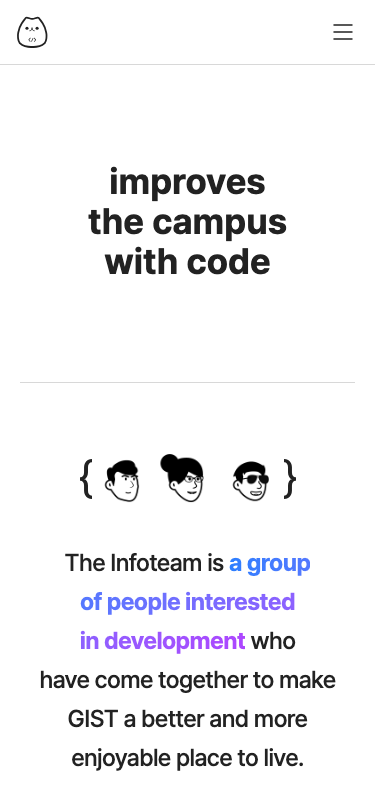 improves
the campus
with code
{ }
The Infoteam is a group
of people interested
in development who
have come together to make
GIST a better and more
enjoyable place to live.